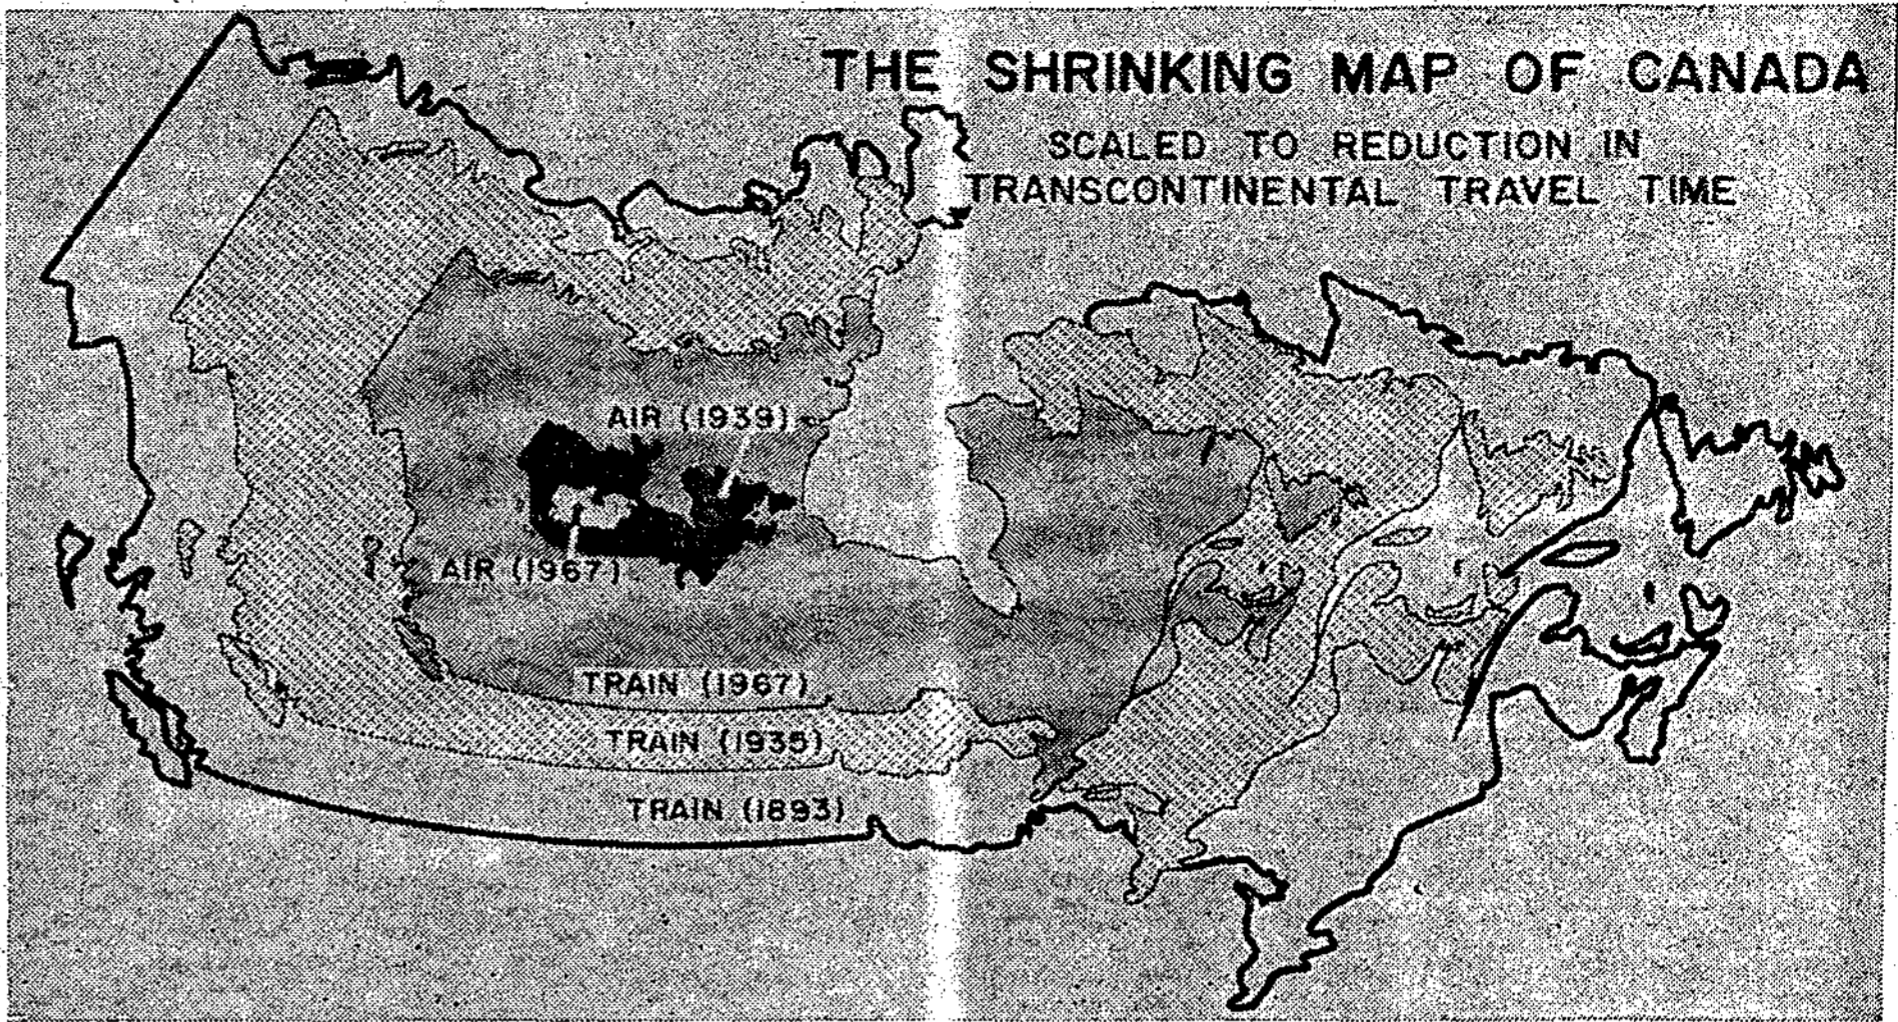 THE SHRINKING MAP OF CANADA
SCALED TO REDUCTION IN
TRANSCONTINENTAL TRAVEL TIME
AIR (1939)
AIR (1967)
TRAIN (1967)
TRAIN (1935)
TRAIN (1893)